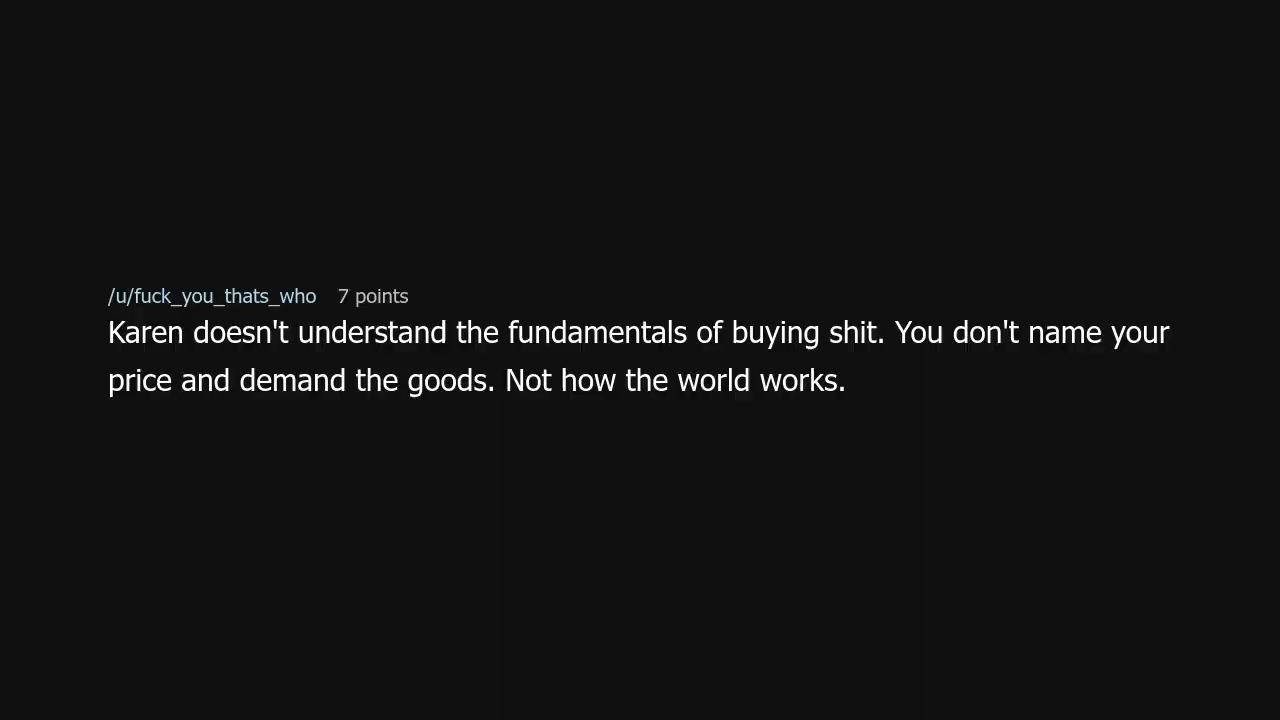 /u/fuck_you_thats_who 7 points
Karen doesn't understand the fundamentals of buying shit. You don't name your
price and demand the goods. Not how the world works.